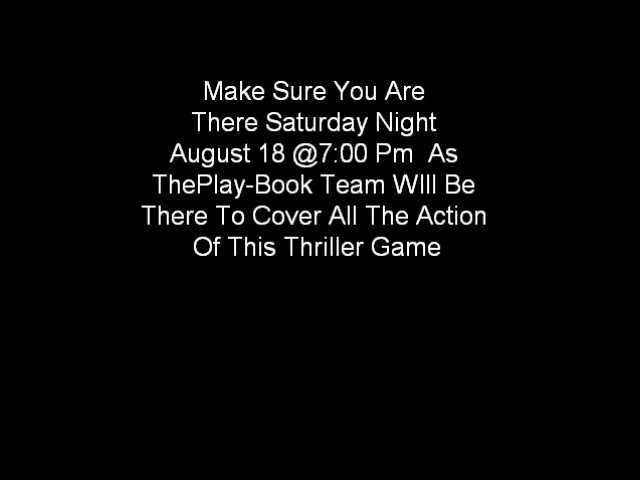 Make Sure You Are
There Saturday Night
August 18 @7:00 Pm  As
ThePlay-Book Team WIll Be
There To Cover All The Action
Of This Thriller Game